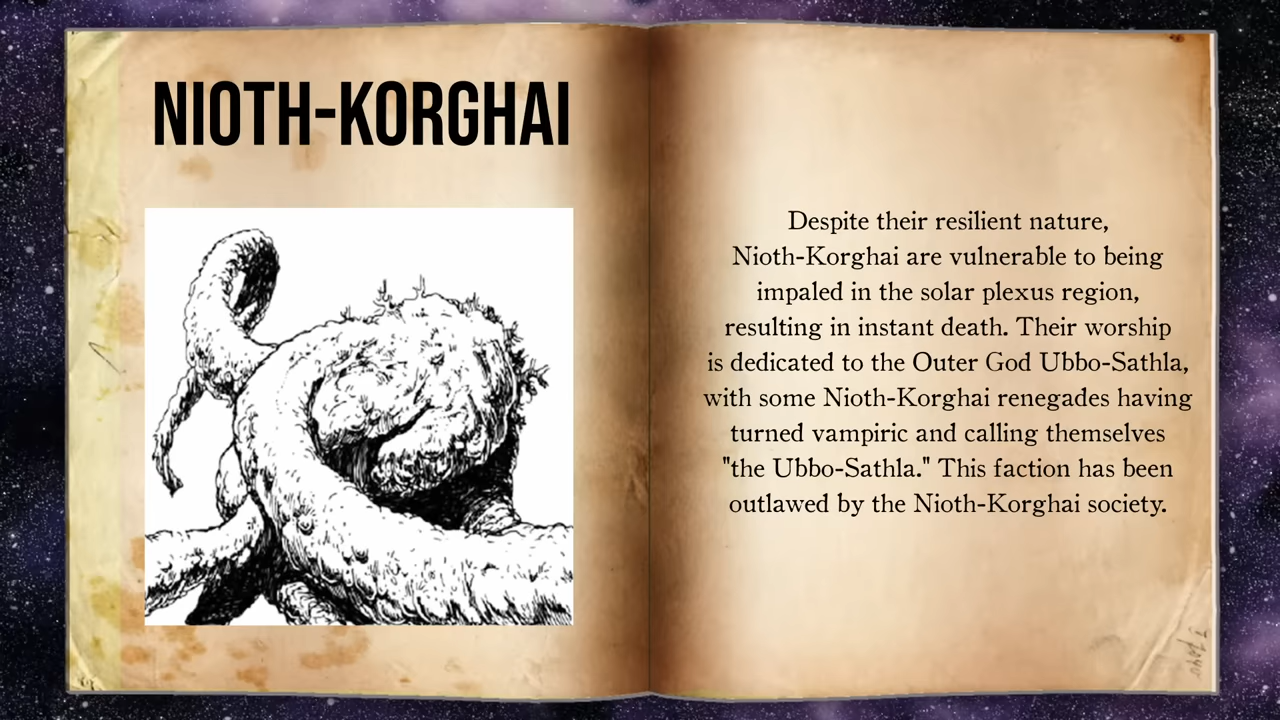 NIOTH-KORGHAI
Despite their resilient nature,
Nioth-Korghai are vulnerable to being
impaled in the solar plexus region,
resulting in instant death. Their worship
is dedicated to the Outer God Ubbo-Sathla,
with some Nioth-Korghai renegades having
turned vampiric and calling themselves
"the Ubbo-Sathla." This faction has been
outlawed by the Nioth-Korghai society.